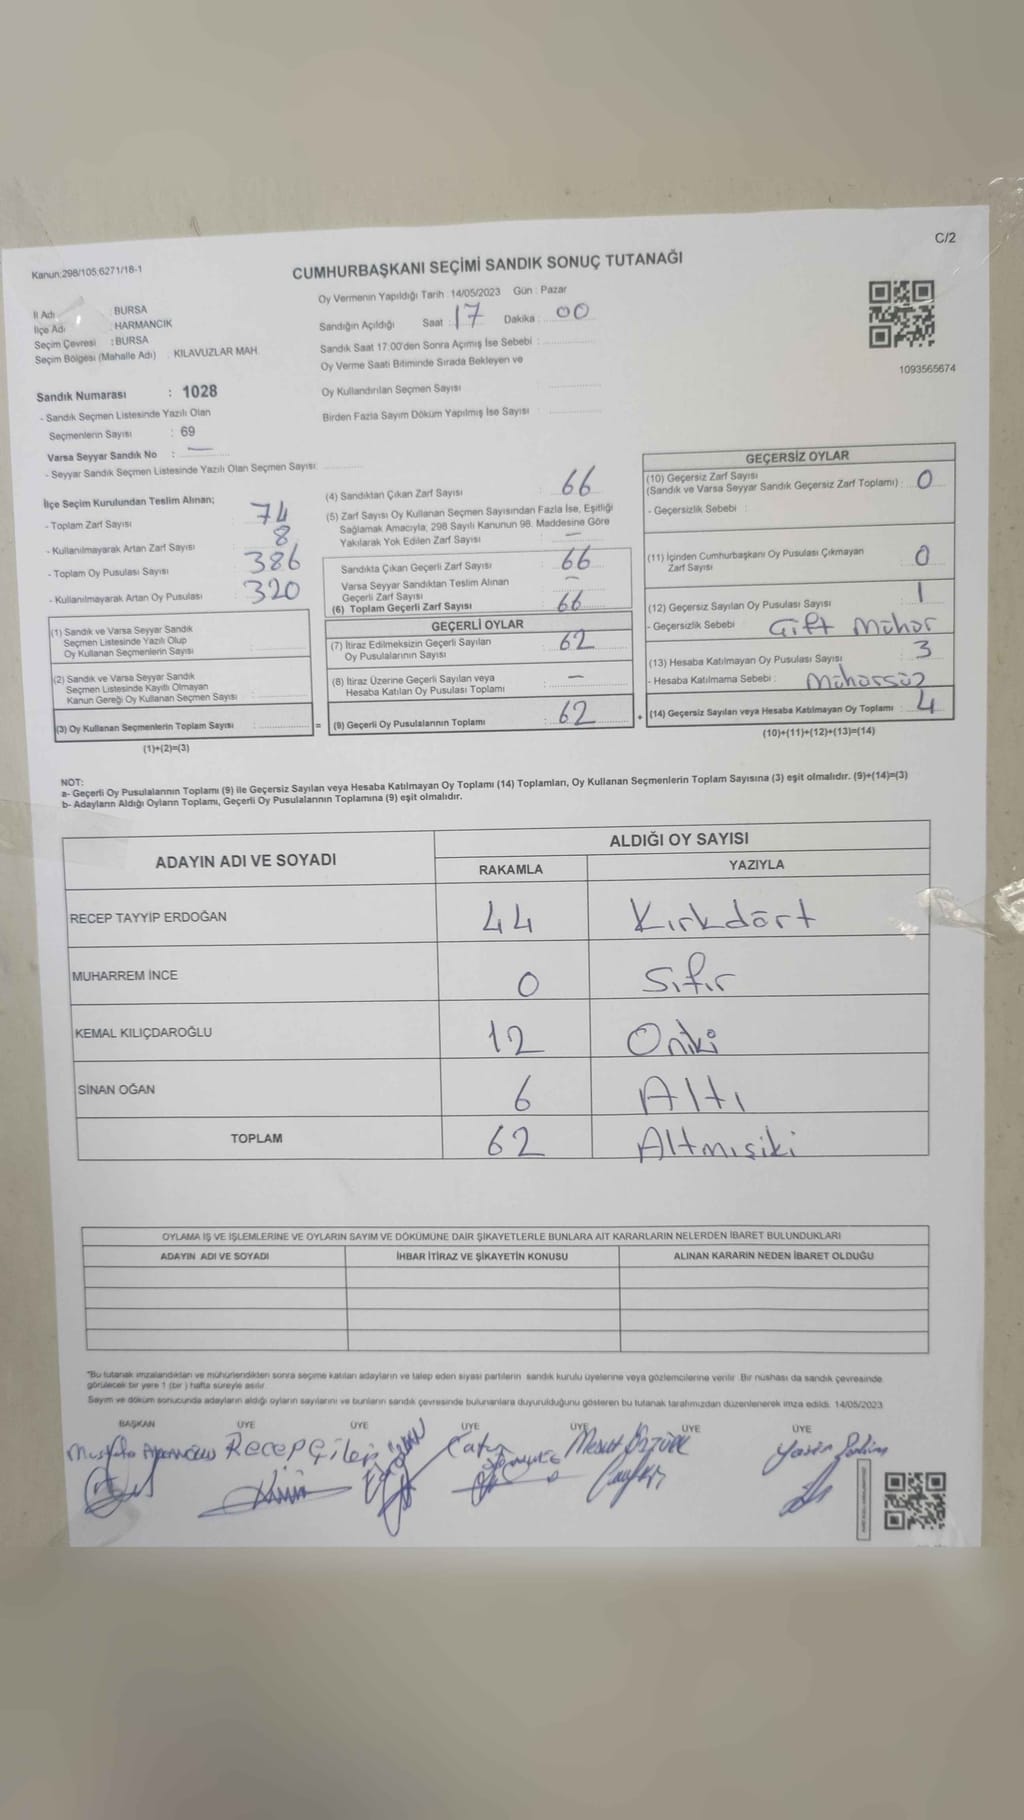 C/2
Kanun:298/105,6271/18-1
CUMHURBAŞKANI SEÇİMİ SANDIK SONUÇ TUTANAĞI
İl Adı : BURSA
İlçe Adı : HARMANCIK
Seçim Çevresi : BURSA
Seçim Bölgesi (Mahalle Adı) : KILAVUZLAR MAH.
Sandık Numarası : 1028
- Sandık Seçmen Listesinde Yazılı Olan
Seçmenlerin Sayısı : 69
Varsa Seyyar Sandık No : —
- Seyyar Sandık Seçmen Listesinde Yazılı Olan Seçmen Sayısı:
Oy Vermenin Yapıldığı Tarih : 14/05/2023 Gün : Pazar
Sandığın Açıldığı Saat : 17 Dakika : 00
Sandık Saat 17:00'den Sonra Açımış İse Sebebi :
Oy Verme Saati Bitiminde Sırada Bekleyen ve
Oy Kullandırılan Seçmen Sayısı :
Birden Fazla Sayım Döküm Yapılmış İse Sayısı :
1093565674
İlçe Seçim Kurulundan Teslim Alınan;
- Toplam Zarf Sayısı : 74
- Kullanılmayarak Artan Zarf Sayısı : 8
- Toplam Oy Pusulası Sayısı : 386
- Kullanılmayarak Artan Oy Pusulası : 320
(1) Sandık ve Varsa Seyyar Sandık
Seçmen Listesinde Yazılı Olup
Oy Kullanan Seçmenlerin Sayısı
(2) Sandık ve Varsa Seyyar Sandık
Seçmen Listesinde Kayıtlı Olmayan
Kanun Gereği Oy Kullanan Seçmen Sayısı
(3) Oy Kullanan Seçmenlerin Toplam Sayısı =
(1)+(2)=(3)
(4) Sandıktan Çıkan Zarf Sayısı : 66
(5) Zarf Sayısı Oy Kullanan Seçmen Sayısından Fazla İse, Eşitliği
Sağlamak Amacıyla, 298 Sayılı Kanunun 98. Maddesine Göre
Yakılarak Yok Edilen Zarf Sayısı : —
Sandıkta Çıkan Geçerli Zarf Sayısı : 66
Varsa Seyyar Sandıktan Teslim Alınan
Geçerli Zarf Sayısı : —
(6) Toplam Geçerli Zarf Sayısı : 66
GEÇERLİ OYLAR
(7) İtiraz Edilmeksizin Geçerli Sayılan
Oy Pusulalarının Sayısı : 62
(8) İtiraz Üzerine Geçerli Sayılan veya
Hesaba Katılan Oy Pusulası Toplamı : —
(9) Geçerli Oy Pusulalarının Toplamı : 62 +
GEÇERSİZ OYLAR
(10) Geçersiz Zarf Sayısı
(Sandık ve Varsa Seyyar Sandık Geçersiz Zarf Toplamı) : 0
- Geçersizlik Sebebi :
(11) İçinden Cumhurbaşkanı Oy Pusulası Çıkmayan
Zarf Sayısı : 0
(12) Geçersiz Sayılan Oy Pusulası Sayısı : 1
- Geçersizlik Sebebi : Çift Mühür
(13) Hesaba Katılmayan Oy Pusulası Sayısı : 3
- Hesaba Katılmama Sebebi : Mühürsüz
(14) Geçersiz Sayılan veya Hesaba Katılmayan Oy Toplamı : 4
(10)+(11)+(12)+(13)=(14)
NOT:
a- Geçerli Oy Pusulalarının Toplamı (9) ile Geçersiz Sayılan veya Hesaba Katılmayan Oy Toplamı (14) Toplamları, Oy Kullanan Seçmenlerin Toplam Sayısına (3) eşit olmalıdır. (9)+(14)=(3)
b- Adayların Aldığı Oyların Toplamı, Geçerli Oy Pusulalarının Toplamına (9) eşit olmalıdır.
ADAYIN ADI VE SOYADI ALDIĞI OY SAYISI
RAKAMLA YAZIYLA
RECEP TAYYİP ERDOĞAN 44 Kırkdört
MUHARREM İNCE 0 Sıfır
KEMAL KILIÇDAROĞLU 12 Oniki
SİNAN OĞAN 6 Altı
TOPLAM 62 Altmışiki
OYLAMA İŞ VE İŞLEMLERİNE VE OYLARIN SAYIM VE DÖKÜMÜNE DAİR ŞİKAYETLERLE BUNLARA AİT KARARLARIN NELERDEN İBARET BULUNDUKLARI
ADAYIN ADI VE SOYADI İHBAR İTİRAZ VE ŞİKAYETİN KONUSU ALINAN KARARIN NEDEN İBARET OLDUĞU
"Bu tutanak imzalandıktan ve mühürlendikten sonra seçime katılan adayların ve talep eden siyasi partilerin sandık kurulu üyelerine veya gözlemcilerine verilir. Bir nüshası da sandık çevresinde
görülecek bir yere 1 (bir ) hafta süreyle asılır.
Sayım ve döküm sonucunda adayların aldığı oyların sayılarını ve bunların sandık çevresinde bulunanlara duyurulduğunu gösteren bu tutanak tarafımızdan düzenlenerek imza edildi. 14/05/2023
BAŞKAN ÜYE ÜYE ÜYE ÜYE ÜYE ÜYE
Mustafa Recep Çiler Mesut Öztürk Yasin